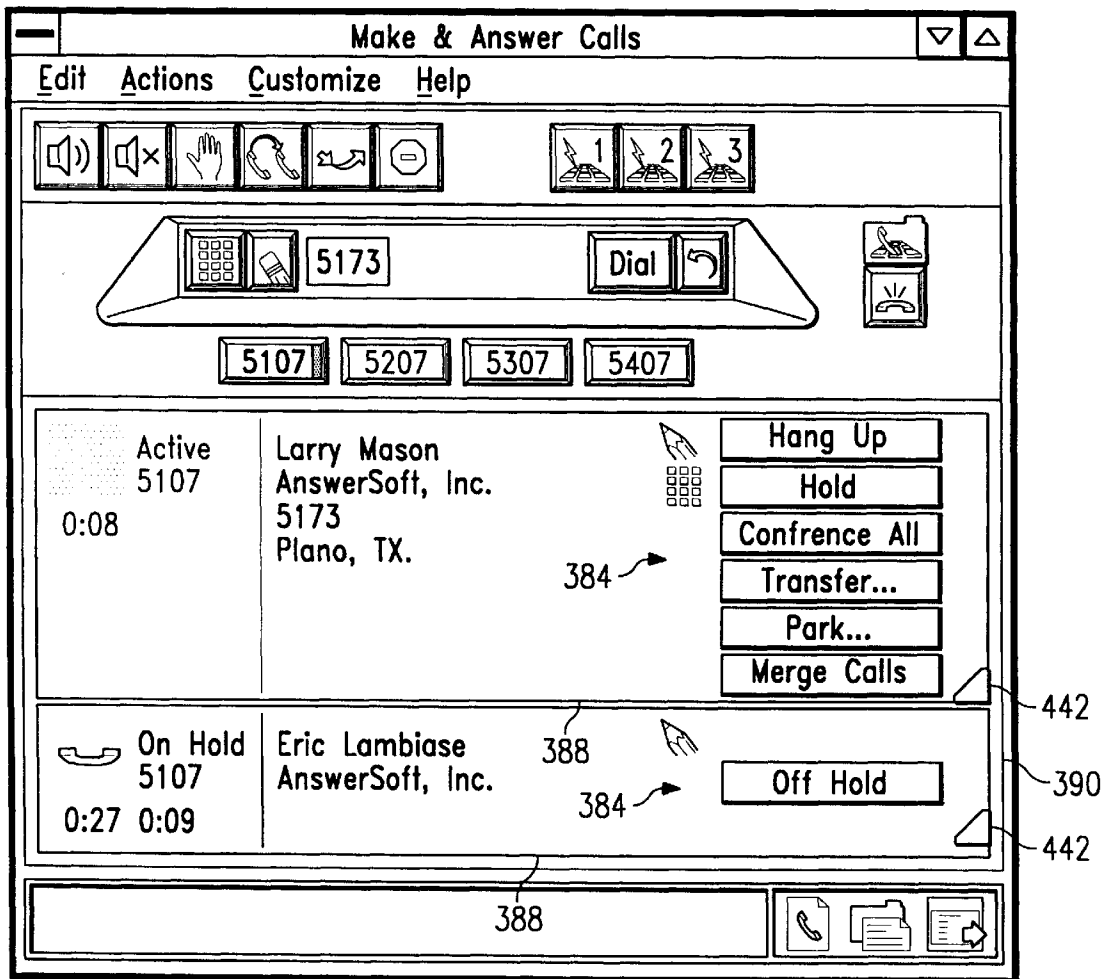 Make & Answer Calls
Edit Actions Customize Help
1 2 3
5173 Dial
5107 5207 5307 5407
Active
5107
0:08
Larry Mason
AnswerSoft, Inc.
5173
Plano, TX.
384
Hang Up
Hold
Confrence All
Transfer...
Park...
Merge Calls
442
388
On Hold
5107
0:27 0:09
Eric Lambiase
AnswerSoft, Inc.
384
Off Hold
390
442
388